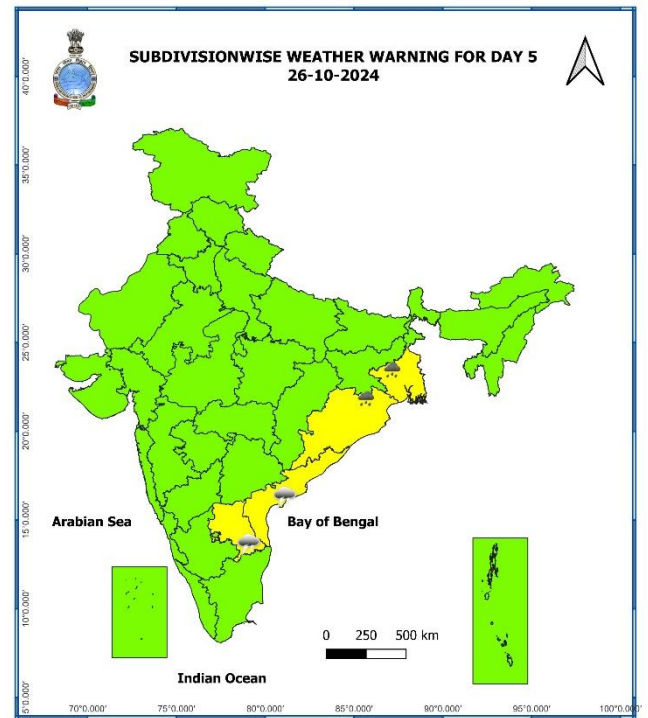 SUBDIVISIONWISE WEATHER WARNING FOR DAY 5
26-10-2024
40°0.000'
35°0.000'
30°0.000'
25°0.000'
20°0.000'
15°0.000'
10°0.000'
5°0.000'
Arabian Sea
Bay of Bengal
0 250 500 km
Indian Ocean
70°0.000' 75°0.000' 80°0.000' 85°0.000' 90°0.000' 95°0.000' 100°0.000'